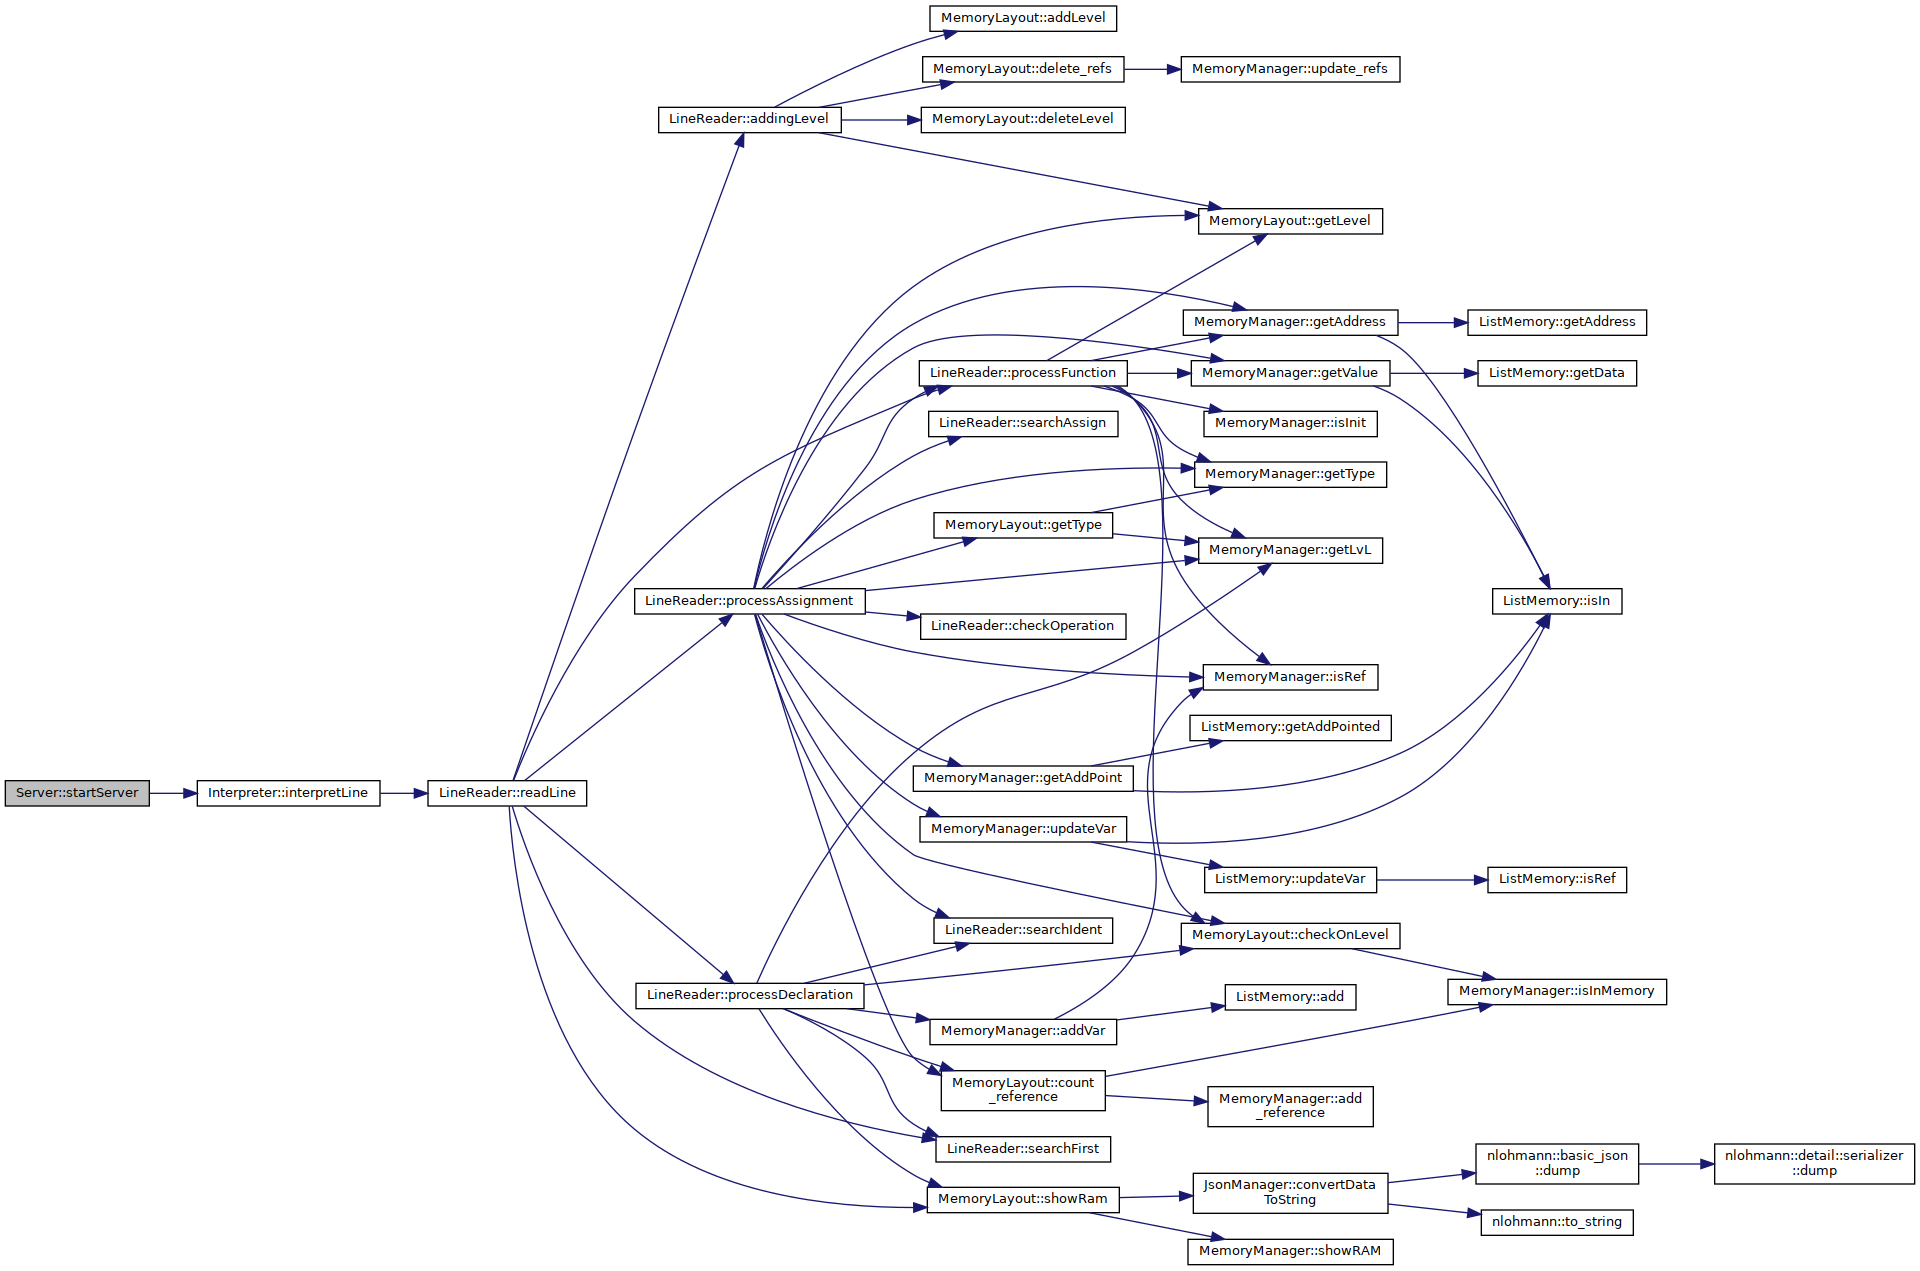 MemoryLayout::addLevel
MemoryLayout::delete_refs
MemoryManager::update_refs
LineReader::addingLevel
MemoryLayout::deleteLevel
MemoryLayout::getLevel
MemoryManager::getAddress
ListMemory::getAddress
LineReader::processFunction
MemoryManager::getValue
ListMemory::getData
LineReader::searchAssign
MemoryManager::isInit
MemoryManager::getType
MemoryLayout::getType
MemoryManager::getLvL
LineReader::processAssignment
ListMemory::isIn
LineReader::checkOperation
MemoryManager::isRef
ListMemory::getAddPointed
MemoryManager::getAddPoint
Server::startServer
Interpreter::interpretLine
LineReader::readLine
MemoryManager::updateVar
ListMemory::updateVar
ListMemory::isRef
LineReader::searchIdent
MemoryLayout::checkOnLevel
LineReader::processDeclaration
ListMemory::add
MemoryManager::isInMemory
MemoryManager::addVar
MemoryLayout::count
_reference
MemoryManager::add
_reference
LineReader::searchFirst
nlohmann::basic_json
::dump
nlohmann::detail::serializer
::dump
MemoryLayout::showRam
JsonManager::convertData
ToString
nlohmann::to_string
MemoryManager::showRAM